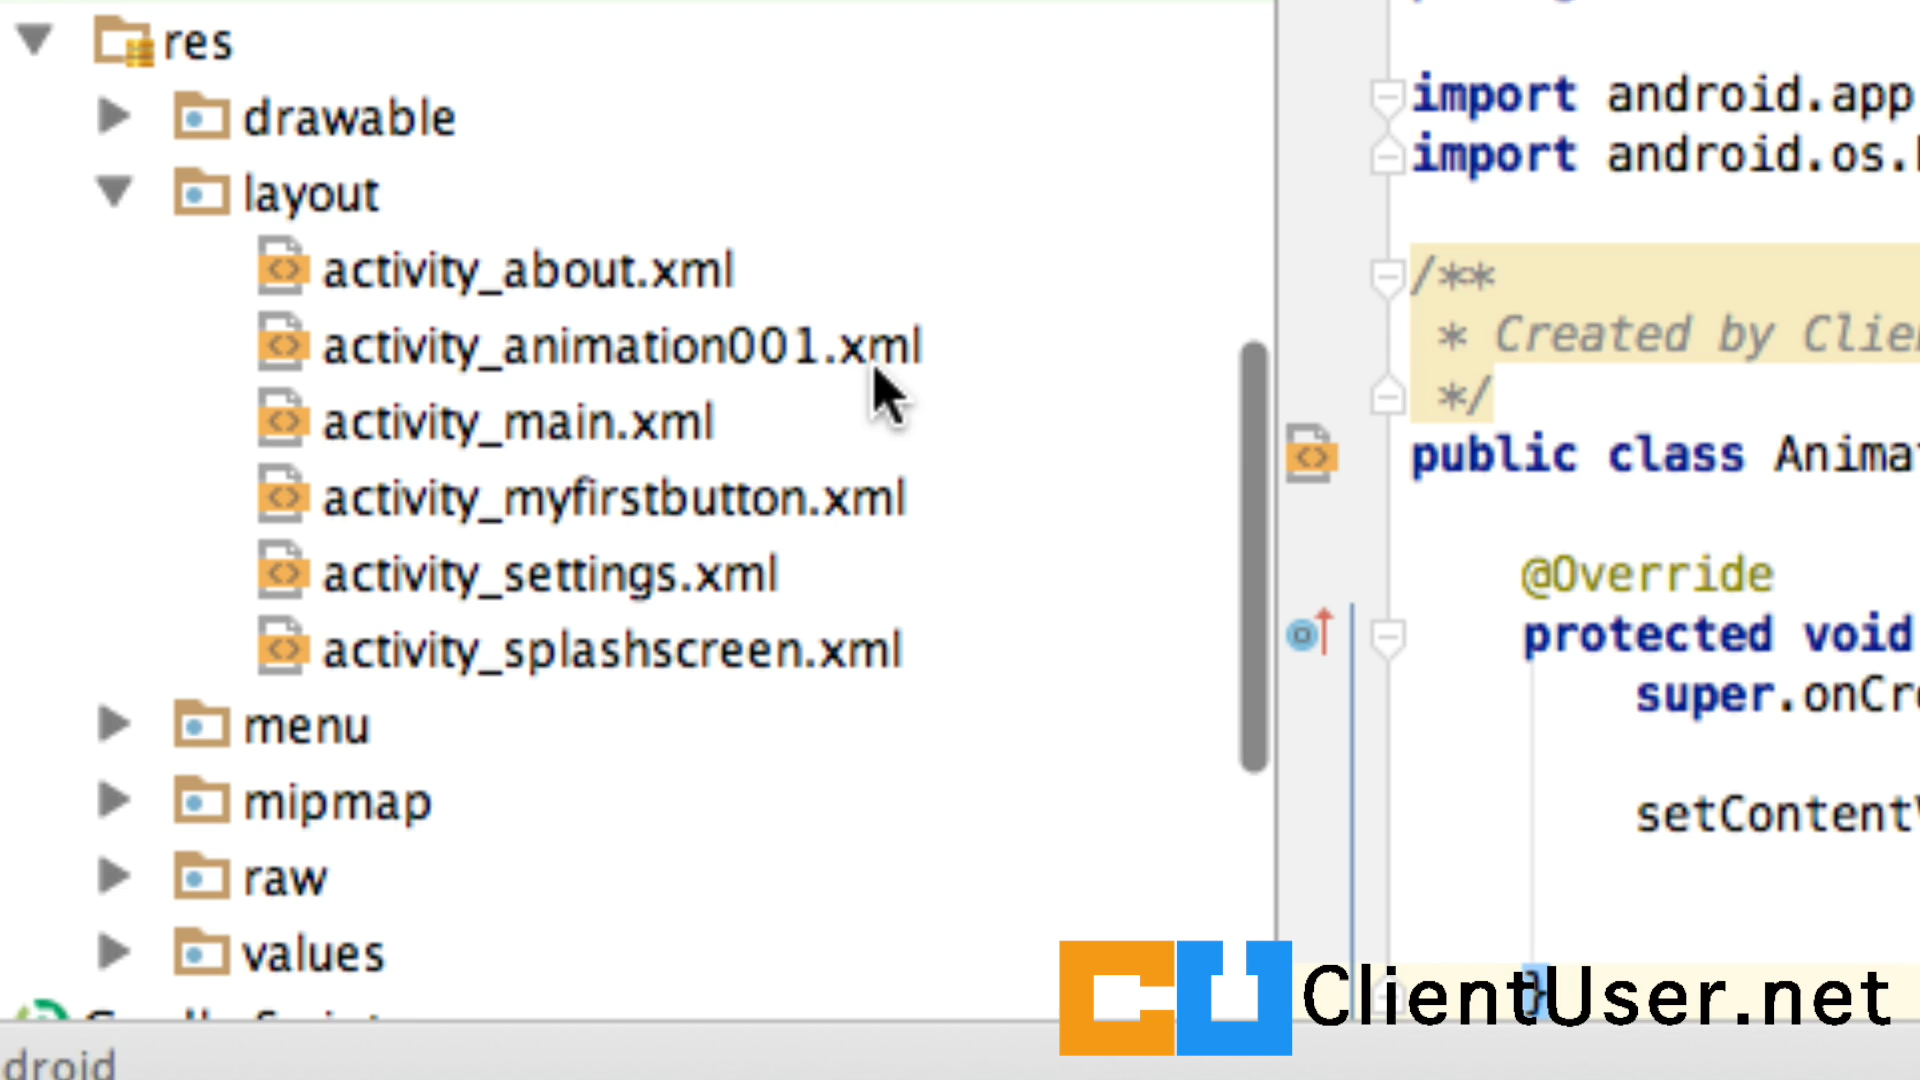 res
drawable
layout
activity_about.xml
activity_animation001.xml
activity_main.xml
activity_myfirstbutton.xml
activity_settings.xml
activity_splashscreen.xml
menu
mipmap
raw
values
droid
import android.app
import android.os.
/**
* Created by Clie
*/
public class Anima
@Override
protected void
super.onCr
setContent
}
ClientUser.net